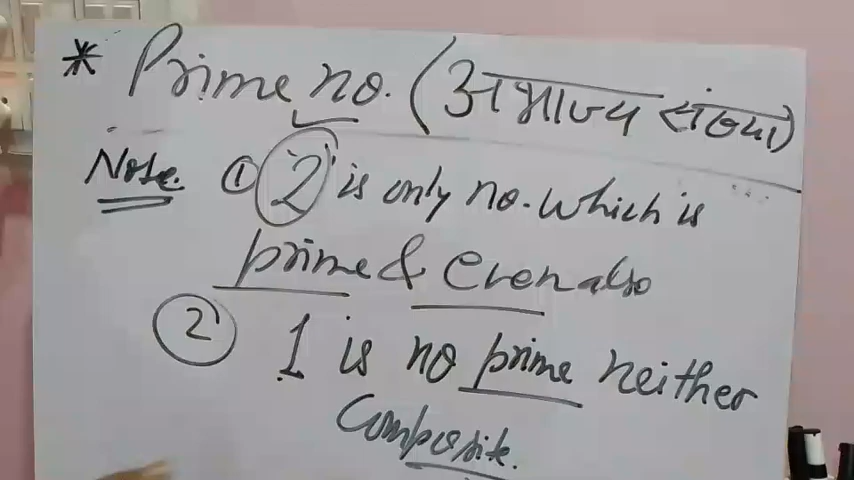 * Prime no. (अभाज्य संख्या)
Note. ① "2" is only no. which is
prime & even also
② 1 is no prime neither
Composite.